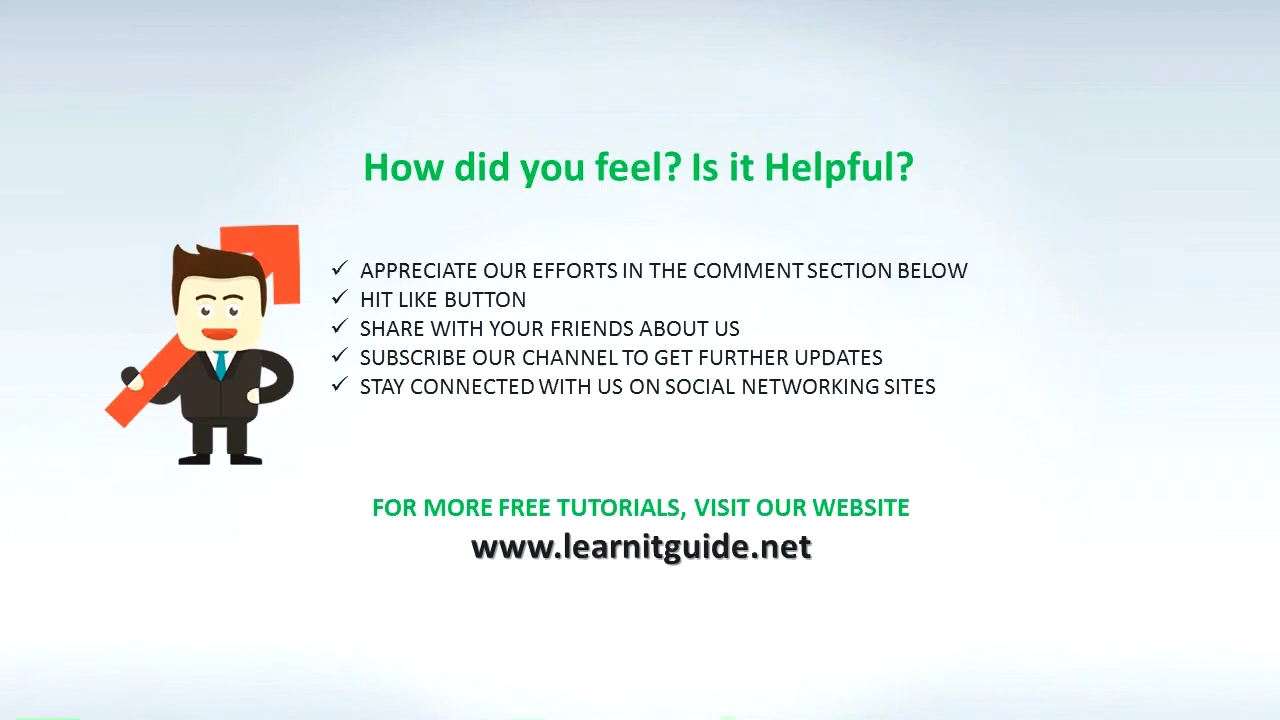 How did you feel? Is it Helpful?
✓ APPRECIATE OUR EFFORTS IN THE COMMENT SECTION BELOW
✓ HIT LIKE BUTTON
✓ SHARE WITH YOUR FRIENDS ABOUT US
✓ SUBSCRIBE OUR CHANNEL TO GET FURTHER UPDATES
✓ STAY CONNECTED WITH US ON SOCIAL NETWORKING SITES
FOR MORE FREE TUTORIALS, VISIT OUR WEBSITE
www.learnitguide.net